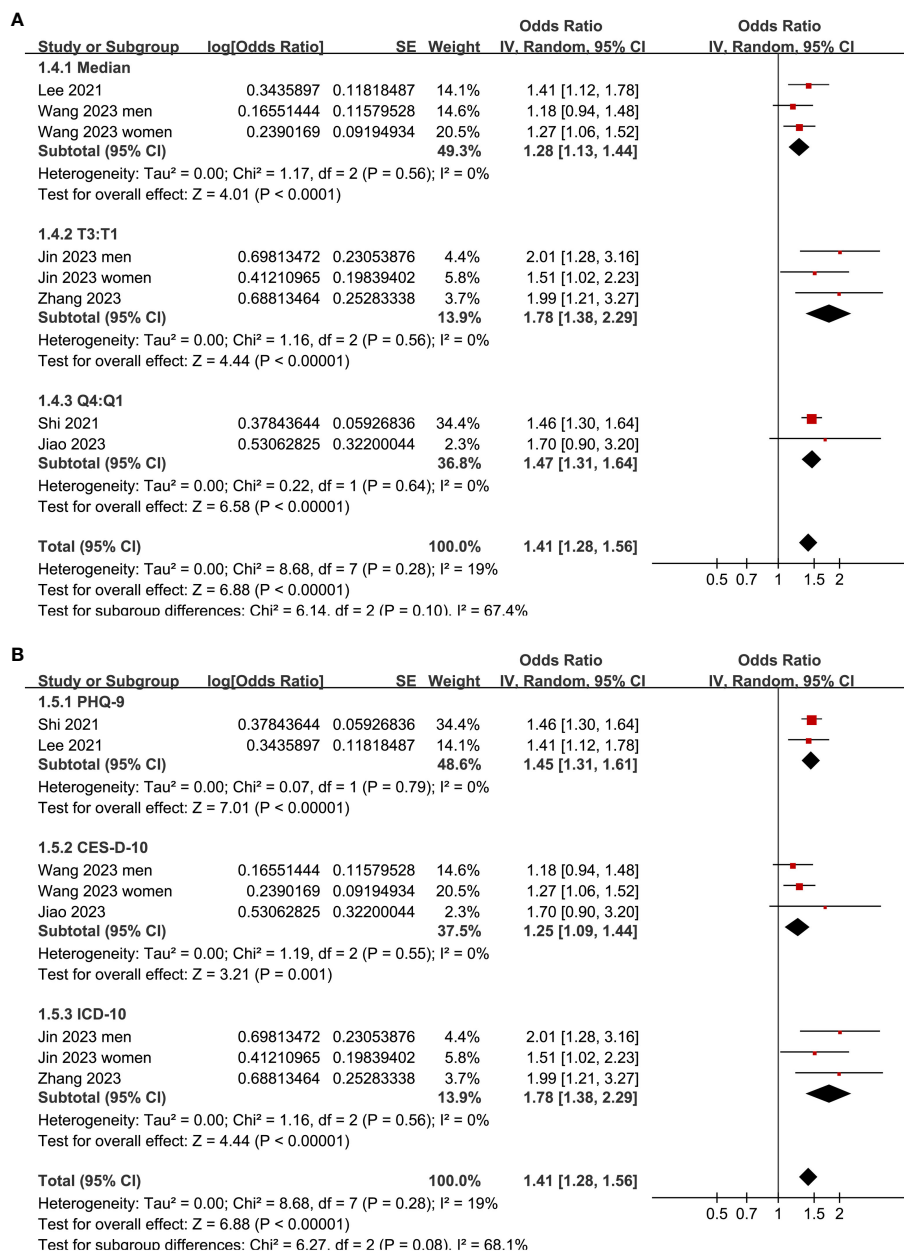 A
Odds Ratio Odds Ratio
Study or Subgroup log[Odds Ratio] SE Weight IV, Random, 95% CI IV, Random, 95% CI
1.4.1 Median
Lee 2021 0.3435897 0.11818487 14.1% 1.41 [1.12, 1.78]
Wang 2023 men 0.16551444 0.11579528 14.6% 1.18 [0.94, 1.48]
Wang 2023 women 0.2390169 0.09194934 20.5% 1.27 [1.06, 1.52]
Subtotal (95% CI) 49.3% 1.28 [1.13, 1.44]
Heterogeneity: Tau² = 0.00; Chi² = 1.17, df = 2 (P = 0.56); I² = 0%
Test for overall effect: Z = 4.01 (P < 0.0001)
1.4.2 T3:T1
Jin 2023 men 0.69813472 0.23053876 4.4% 2.01 [1.28, 3.16]
Jin 2023 women 0.41210965 0.19839402 5.8% 1.51 [1.02, 2.23]
Zhang 2023 0.68813464 0.25283338 3.7% 1.99 [1.21, 3.27]
Subtotal (95% CI) 13.9% 1.78 [1.38, 2.29]
Heterogeneity: Tau² = 0.00; Chi² = 1.16, df = 2 (P = 0.56); I² = 0%
Test for overall effect: Z = 4.44 (P < 0.00001)
1.4.3 Q4:Q1
Shi 2021 0.37843644 0.05926836 34.4% 1.46 [1.30, 1.64]
Jiao 2023 0.53062825 0.32200044 2.3% 1.70 [0.90, 3.20]
Subtotal (95% CI) 36.8% 1.47 [1.31, 1.64]
Heterogeneity: Tau² = 0.00; Chi² = 0.22, df = 1 (P = 0.64); I² = 0%
Test for overall effect: Z = 6.58 (P < 0.00001)
Total (95% CI) 100.0% 1.41 [1.28, 1.56]
Heterogeneity: Tau² = 0.00; Chi² = 8.68, df = 7 (P = 0.28); I² = 19%
Test for overall effect: Z = 6.88 (P < 0.00001)
Test for subgroup differences: Chi² = 6.14, df = 2 (P = 0.10), I² = 67.4%
0.5 0.7 1 1.5 2
B
Odds Ratio Odds Ratio
Study or Subgroup log[Odds Ratio] SE Weight IV, Random, 95% CI IV, Random, 95% CI
1.5.1 PHQ-9
Shi 2021 0.37843644 0.05926836 34.4% 1.46 [1.30, 1.64]
Lee 2021 0.3435897 0.11818487 14.1% 1.41 [1.12, 1.78]
Subtotal (95% CI) 48.6% 1.45 [1.31, 1.61]
Heterogeneity: Tau² = 0.00; Chi² = 0.07, df = 1 (P = 0.79); I² = 0%
Test for overall effect: Z = 7.01 (P < 0.00001)
1.5.2 CES-D-10
Wang 2023 men 0.16551444 0.11579528 14.6% 1.18 [0.94, 1.48]
Wang 2023 women 0.2390169 0.09194934 20.5% 1.27 [1.06, 1.52]
Jiao 2023 0.53062825 0.32200044 2.3% 1.70 [0.90, 3.20]
Subtotal (95% CI) 37.5% 1.25 [1.09, 1.44]
Heterogeneity: Tau² = 0.00; Chi² = 1.19, df = 2 (P = 0.55); I² = 0%
Test for overall effect: Z = 3.21 (P = 0.001)
1.5.3 ICD-10
Jin 2023 men 0.69813472 0.23053876 4.4% 2.01 [1.28, 3.16]
Jin 2023 women 0.41210965 0.19839402 5.8% 1.51 [1.02, 2.23]
Zhang 2023 0.68813464 0.25283338 3.7% 1.99 [1.21, 3.27]
Subtotal (95% CI) 13.9% 1.78 [1.38, 2.29]
Heterogeneity: Tau² = 0.00; Chi² = 1.16, df = 2 (P = 0.56); I² = 0%
Test for overall effect: Z = 4.44 (P < 0.00001)
Total (95% CI) 100.0% 1.41 [1.28, 1.56]
Heterogeneity: Tau² = 0.00; Chi² = 8.68, df = 7 (P = 0.28); I² = 19%
Test for overall effect: Z = 6.88 (P < 0.00001)
Test for subgroup differences: Chi² = 6.27, df = 2 (P = 0.08), I² = 68.1%
0.5 0.7 1 1.5 2